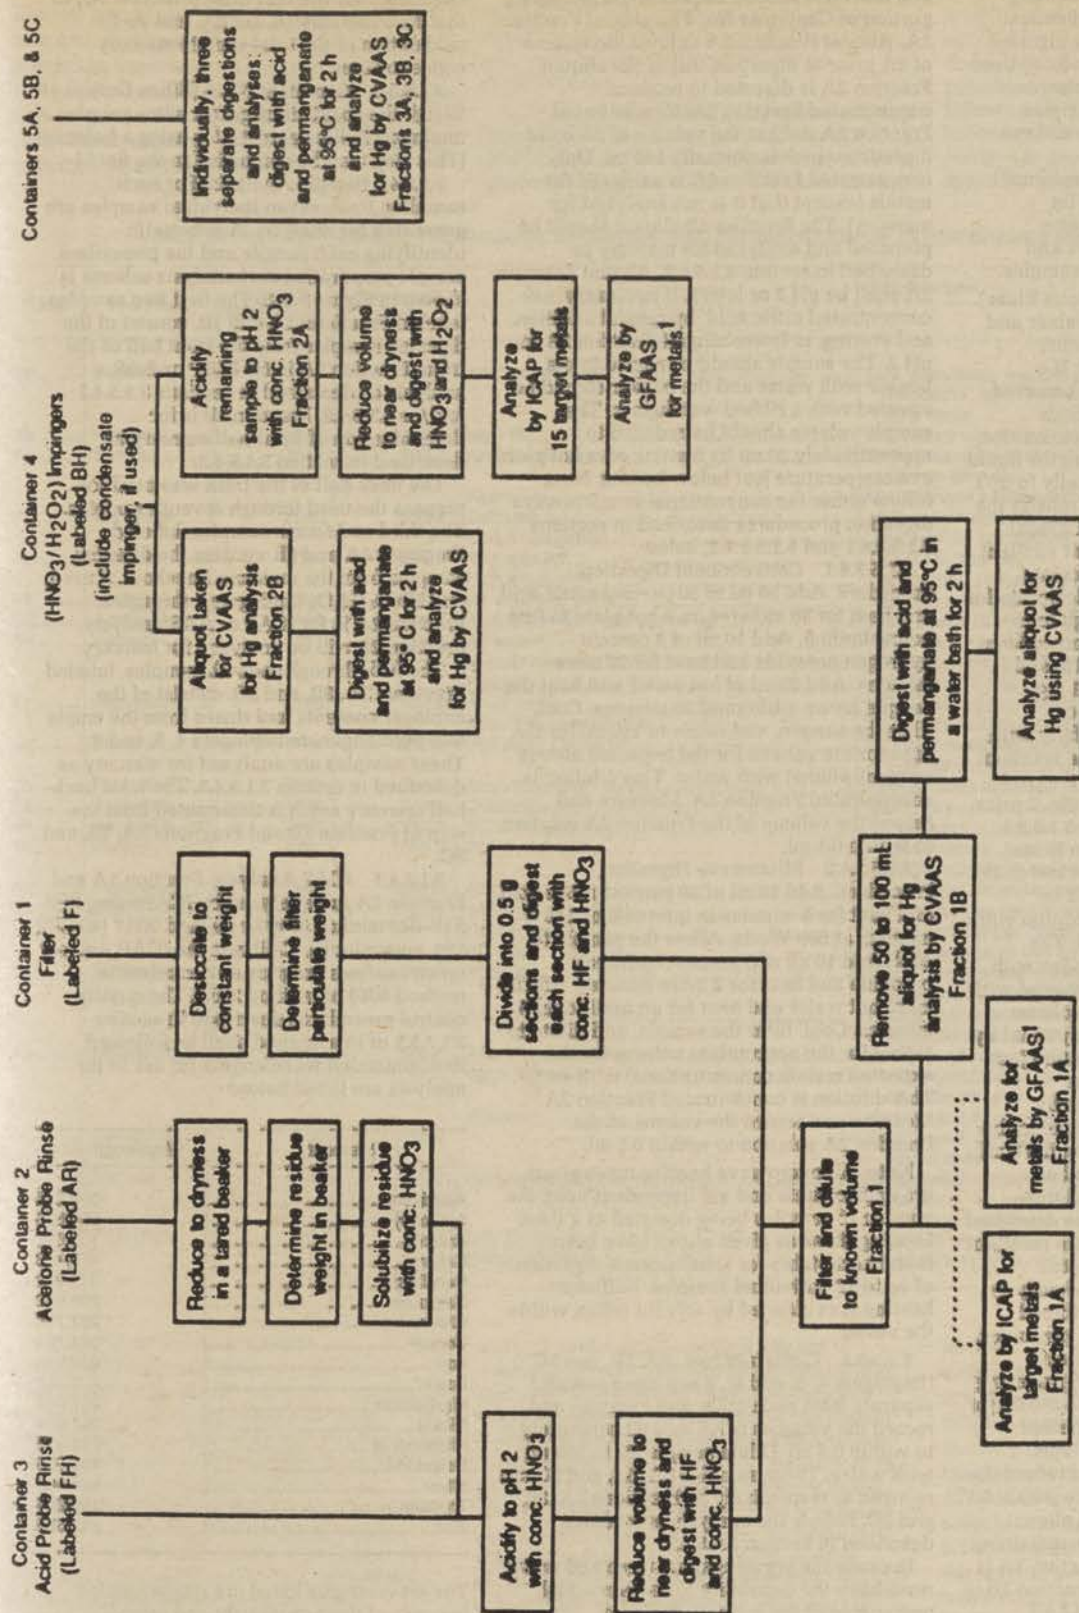 Container 3
Acid Probe Rinse
(Labeled FH)
Acidify to pH 2
with conc. HNO3
Reduce volume to
near dryness and
digest with HF
and conc. HNO3
Container 2
Acetone Probe Rinse
(Labeled AR)
Reduce to dryness
in a tared beaker
Determine residue
weight in beaker
Solubilize residue
with conc. HNO3
Container 1
Filter
(Labeled F)
Desiccate to
constant weight
Determine filter
particulate weight
Divide into 0.5 g
sections and digest
each section with
conc. HF and HNO3
Filter and dilute
to known volume
Fraction 1
Analyze by ICAP for
target metals
Fraction 1A
Analyze for
metals by GFAAS1
Fraction 1A
Remove 50 to 100 mL
aliquot for Hg
analysis by CVAAS
Fraction 1B
Digest with acid and
permanganate at 95°C in
a water bath for 2 h
Analyze aliquot for
Hg using CVAAS
Container 4
(HNO3/H2O2) Impingers
(Labeled BH)
(include condensate
impinger, if used)
Aliquot taken
for CVAAS
for Hg analysis
Fraction 2B
Digest with acid
and permanganate
at 95°C for 2 h
and analyze
for Hg by CVAAS
Acidify
remaining
sample to pH 2
with conc. HNO3
Fraction 2A
Reduce volume
to near dryness
and digest with
HNO3 and H2O2
Analyze
by ICAP for
15 target metals
Analyze by
GFAAS
for metals1
Containers 5A, 5B, & 5C
Individually, three
separate digestions
and analyses:
digest with acid
and permanganate
at 95°C for 2 h
and analyze
for Hg by CVAAS
Fractions 3A, 3B, 3C